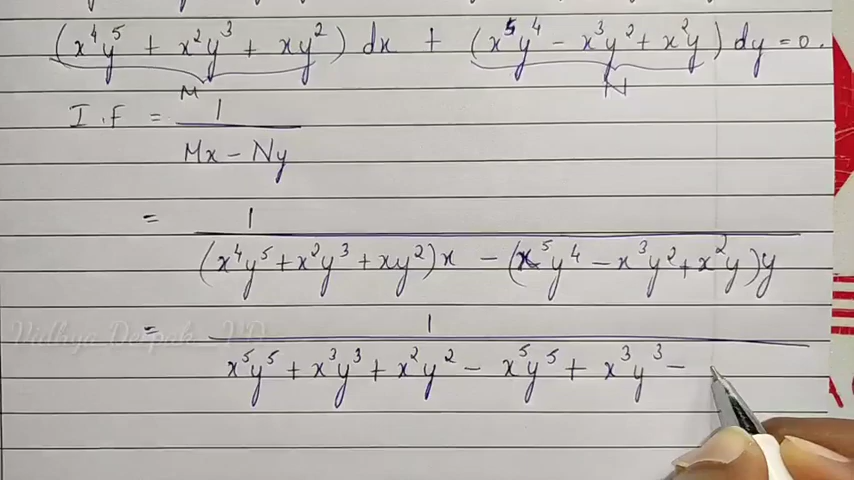 (x⁴y⁵ + x²y³ + xy²) dx + (x⁵y⁴ − x³y² + x²y) dy = 0.
M N
I.F = 1 / (Mx − Ny)
= 1 / ((x⁴y⁵ + x²y³ + xy²)x − (x⁵y⁴ − x³y² + x²y)y)
= 1 / (x⁵y⁵ + x³y³ + x²y² − x⁵y⁵ + x³y³ −